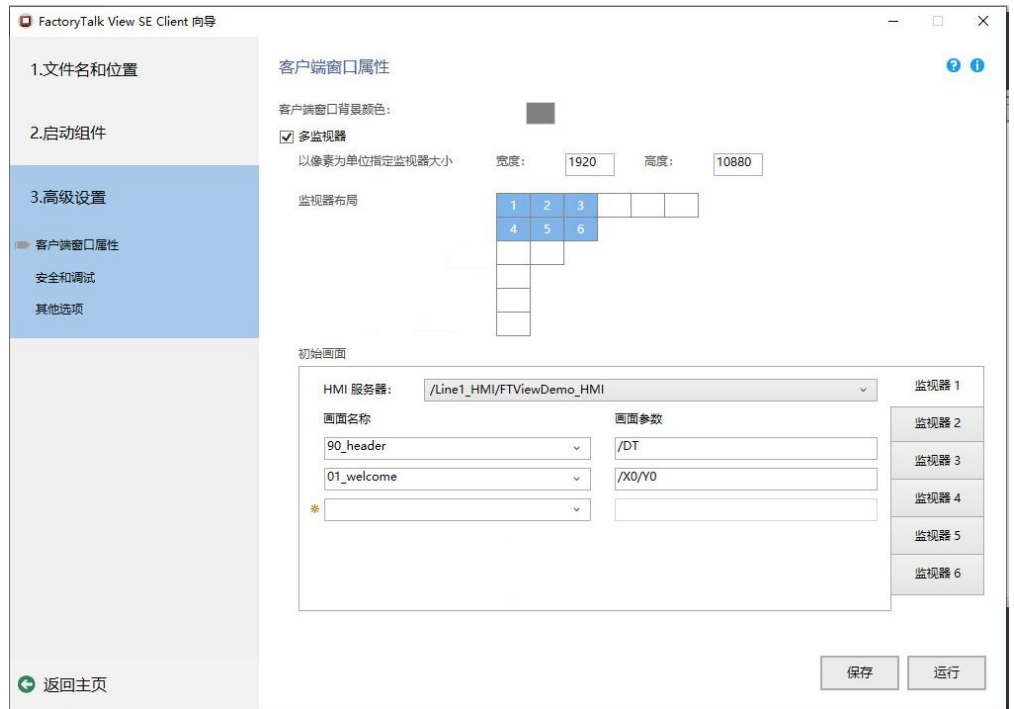 FactoryTalk View SE Client 向导
1.文件名和位置
2.启动组件
3.高级设置
客户端窗口属性
安全和调试
其他选项
返回主页
客户端窗口属性
客户端窗口背景颜色:
多监视器
以像素为单位指定监视器大小 宽度: 1920 高度: 10880
监视器布局
1 2 3
4 5 6
初始画面
HMI 服务器: /Line1_HMI/FTViewDemo_HMI
画面名称 画面参数
90_header /DT
01_welcome /X0/Y0
监视器 1
监视器 2
监视器 3
监视器 4
监视器 5
监视器 6
保存 运行